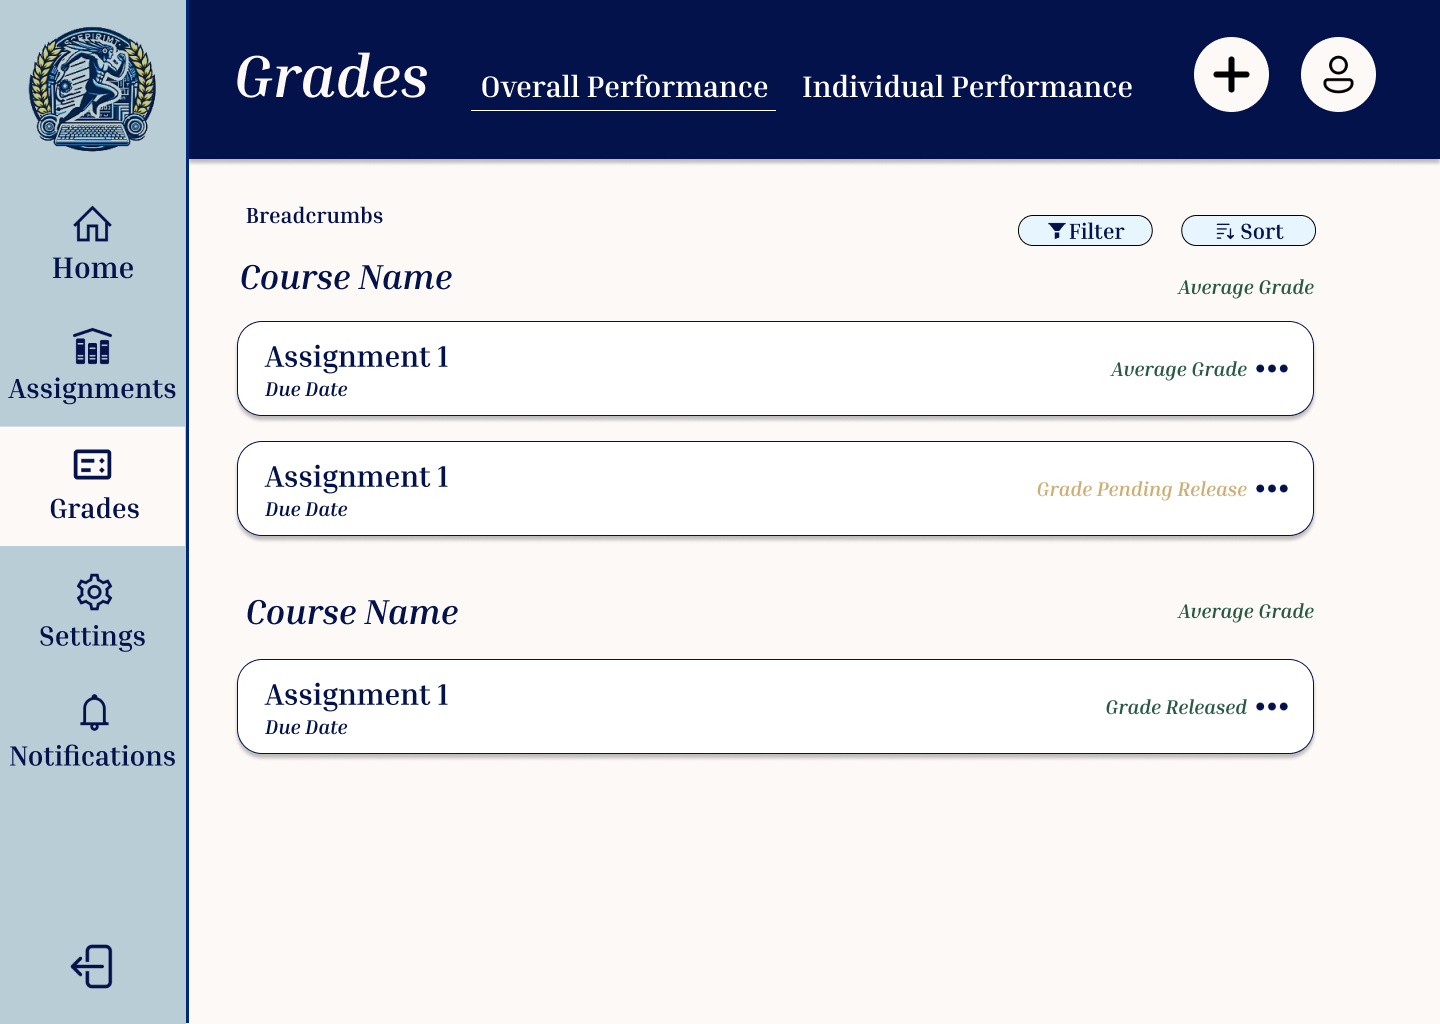 Grades
Overall Performance
Individual Performance
Home
Assignments
Grades
Settings
Notifications
Breadcrumbs
Filter
Sort
Course Name
Average Grade
Assignment 1
Due Date
Average Grade
Assignment 1
Due Date
Grade Pending Release
Course Name
Average Grade
Assignment 1
Due Date
Grade Released